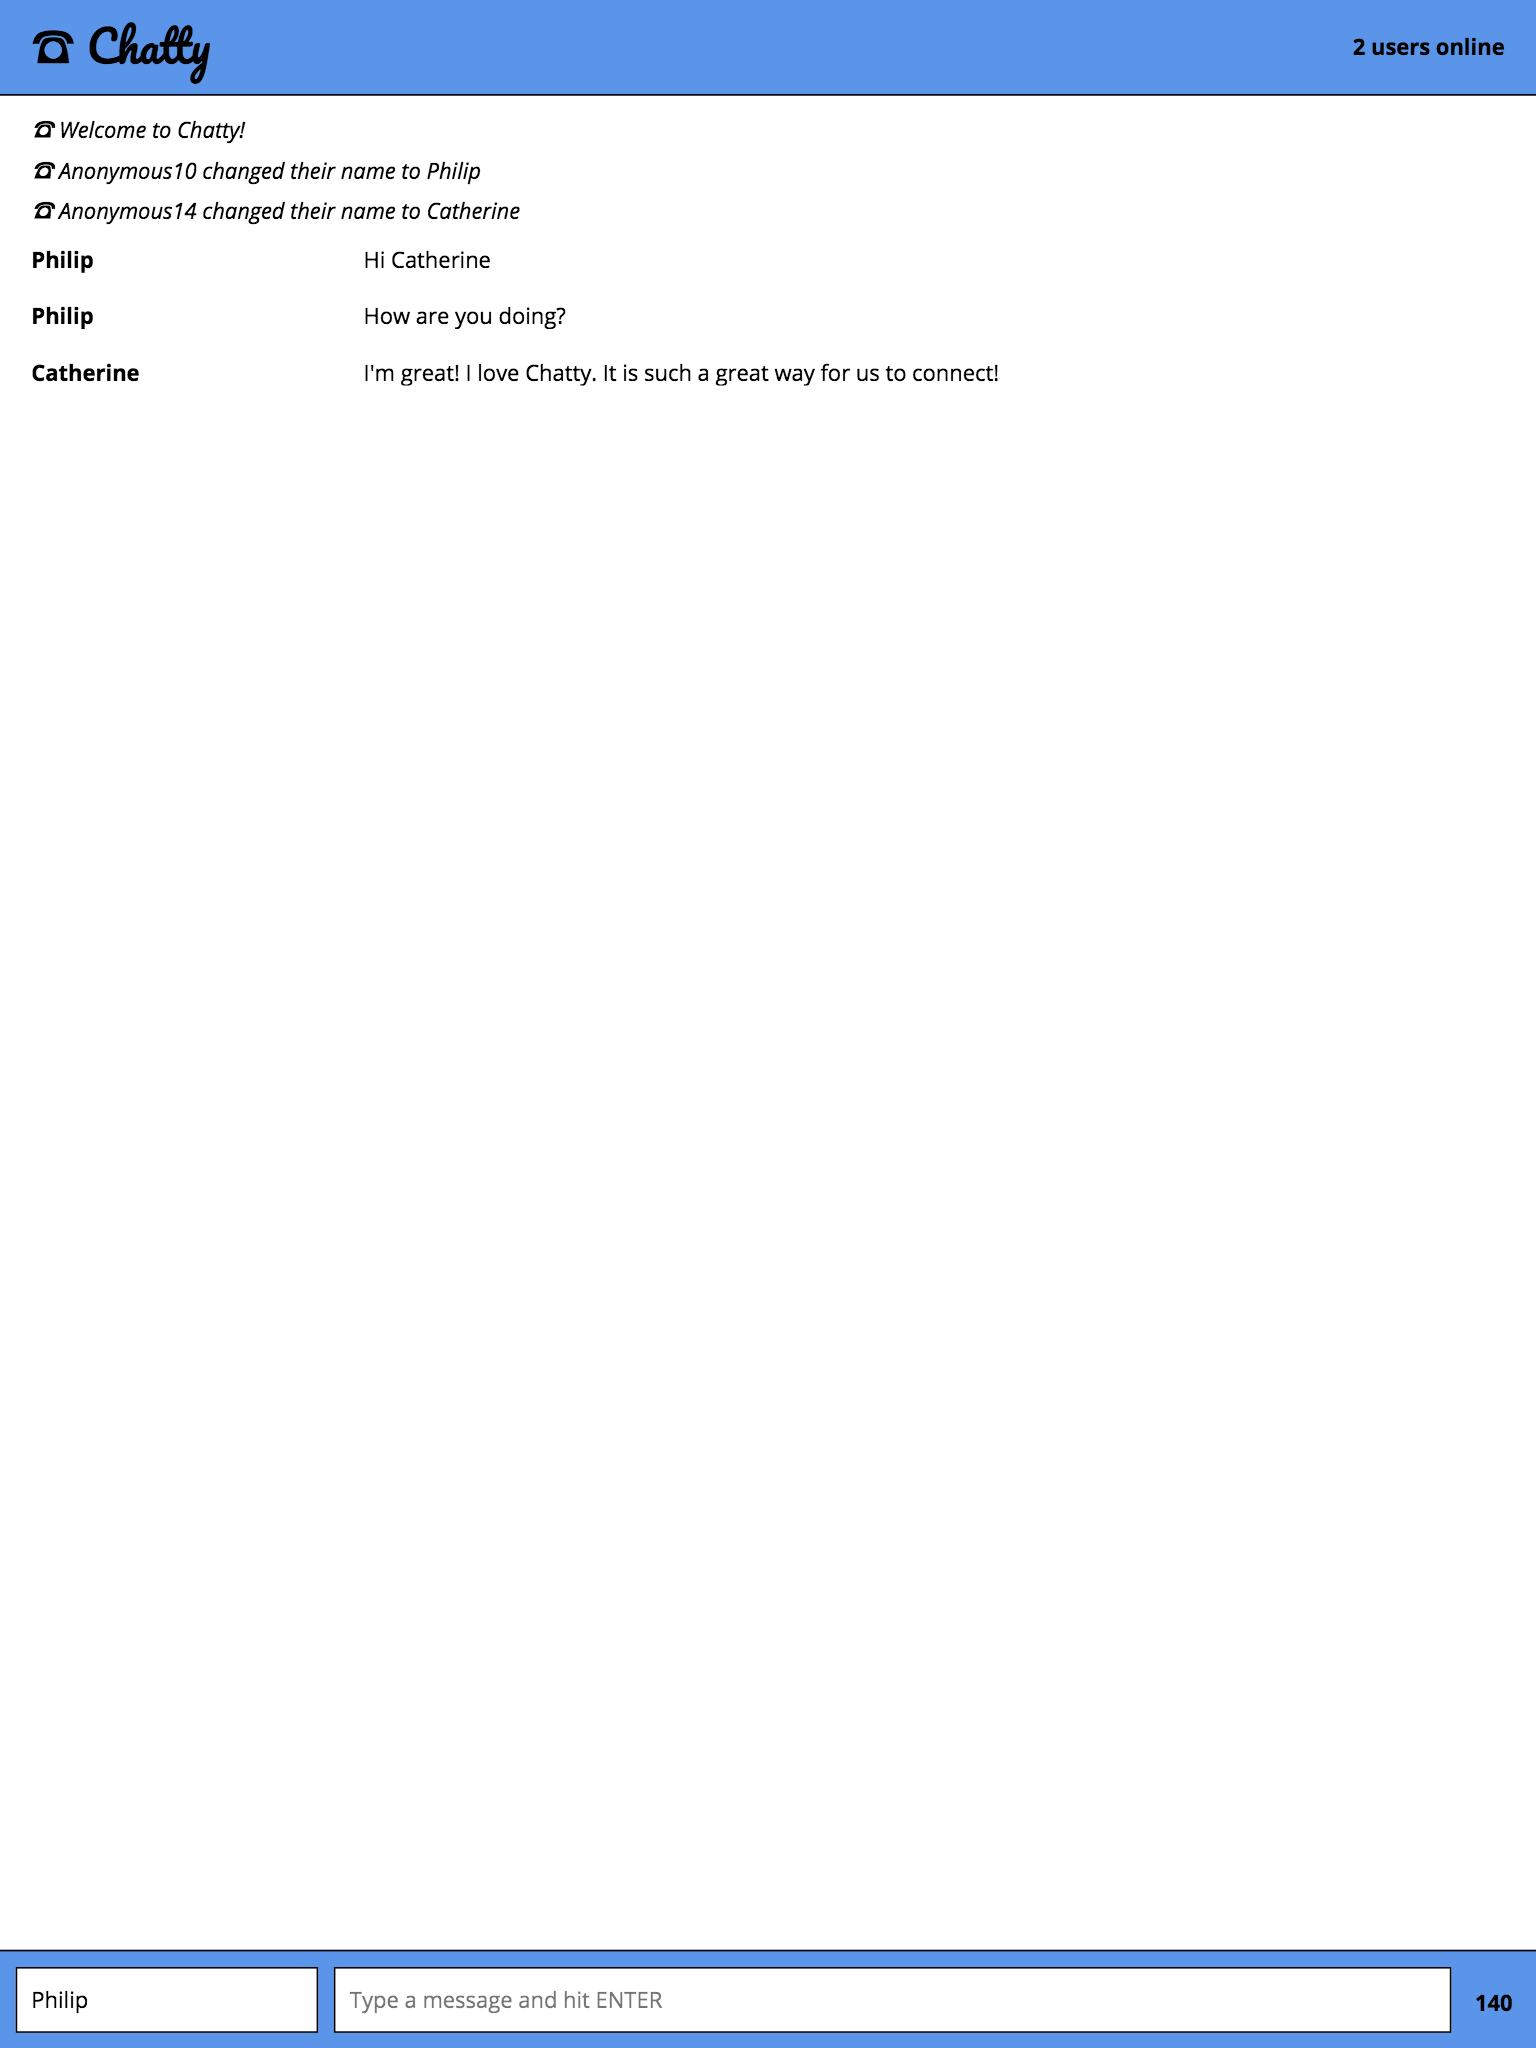 ☎ Chatty
2 users online
☎ Welcome to Chatty!
☎ Anonymous10 changed their name to Philip
☎ Anonymous14 changed their name to Catherine
Philip Hi Catherine
Philip How are you doing?
Catherine I'm great! I love Chatty. It is such a great way for us to connect!
Philip Type a message and hit ENTER 140